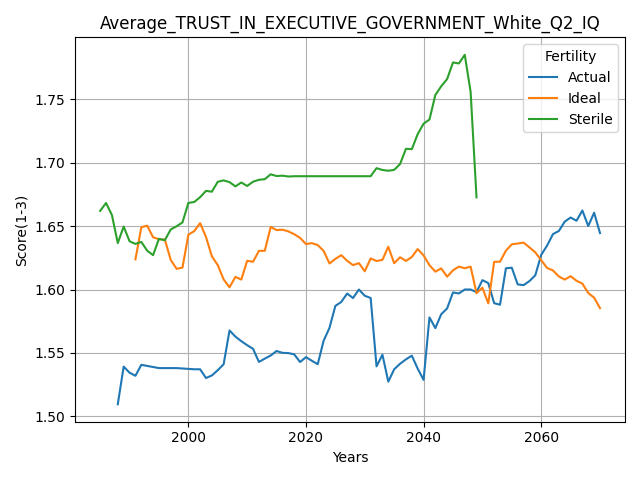 Average_TRUST_IN_EXECUTIVE_GOVERNMENT_White_Q2_IQ
Fertility
Actual
Ideal
Sterile
Score(1-3)
1.75
1.70
1.65
1.60
1.55
1.50
2000 2020 2040 2060
Years